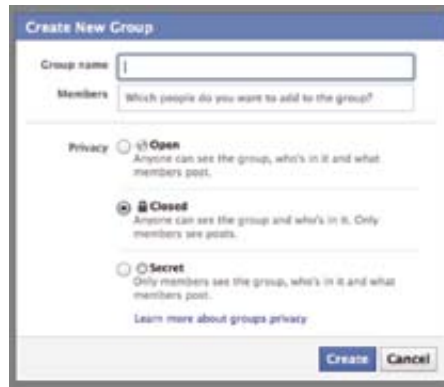 Create New Group
Group name
Members Which people do you want to add to the group?
Privacy Open
Anyone can see the group, who's in it and what
members post.
Closed
Anyone can see the group and who's in it. Only
members see posts.
Secret
Only members see the group, who's in it and what
members post.
Learn more about groups privacy
Create Cancel